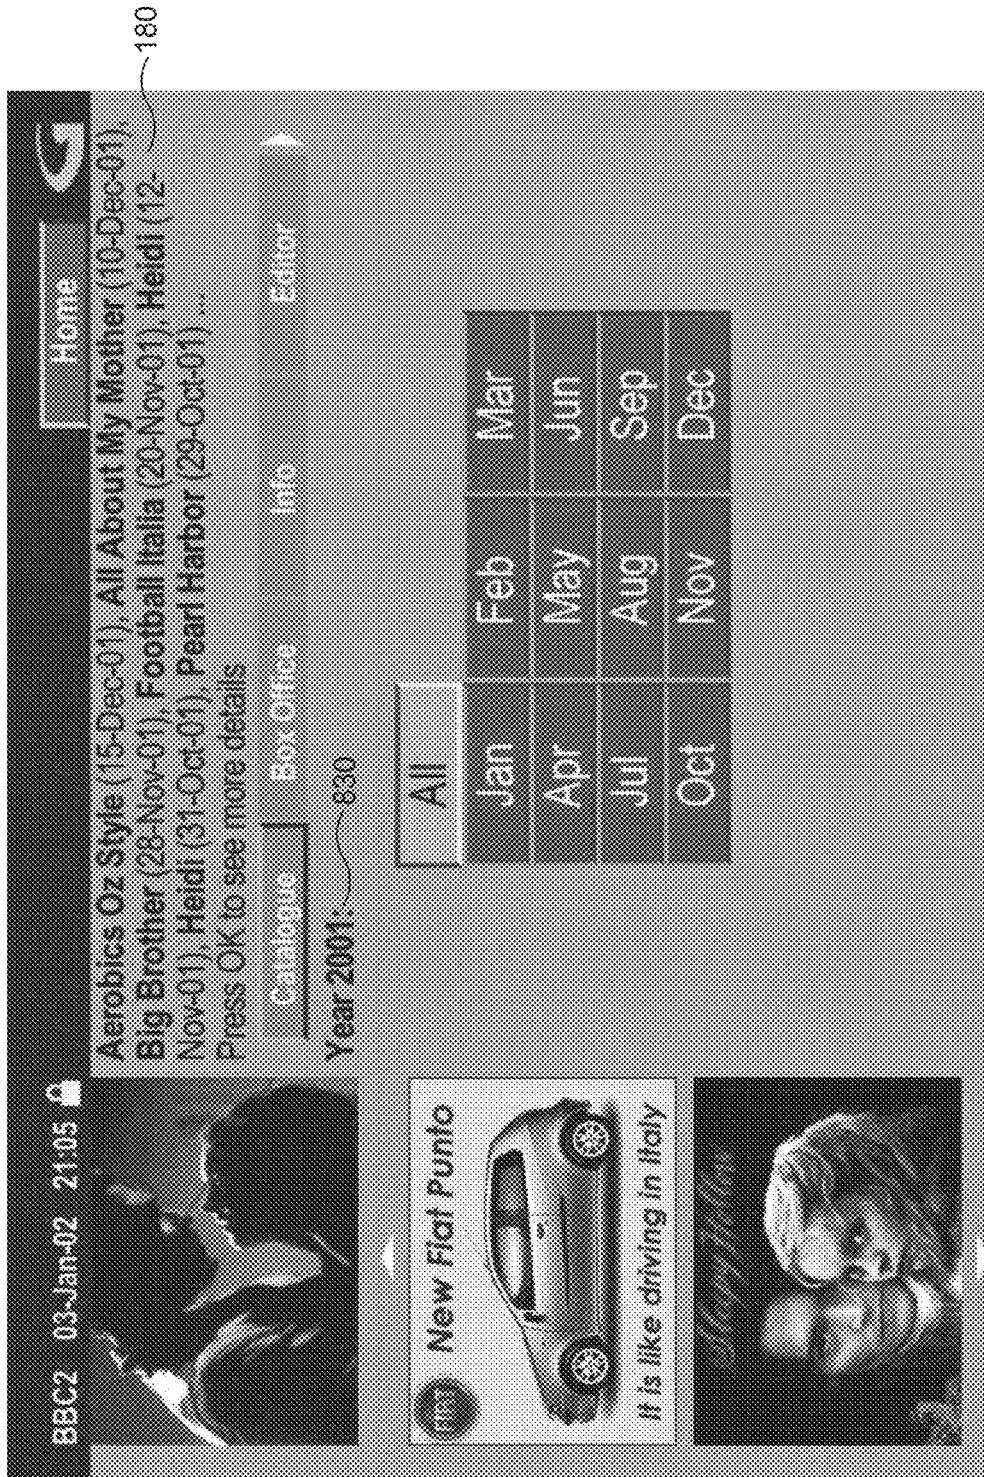 BBC2 03-Jan-02 21:05
Home
Aerobics Oz Style (15-Dec-01), All About My Mother (10-Dec-01),
Big Brother (28-Nov-01), Football Italia (20-Nov-01), Heidi (12-
Nov-01), Heidi (31-Oct-01), Pearl Harbor (29-Oct-01) ...
Press OK to see more details
180
Catalogue Box Office Info Editor
Year 2001:
830
All
Jan Feb Mar
Apr May Jun
Jul Aug Sep
Oct Nov Dec
New Fiat Punto
It is like driving in Italy